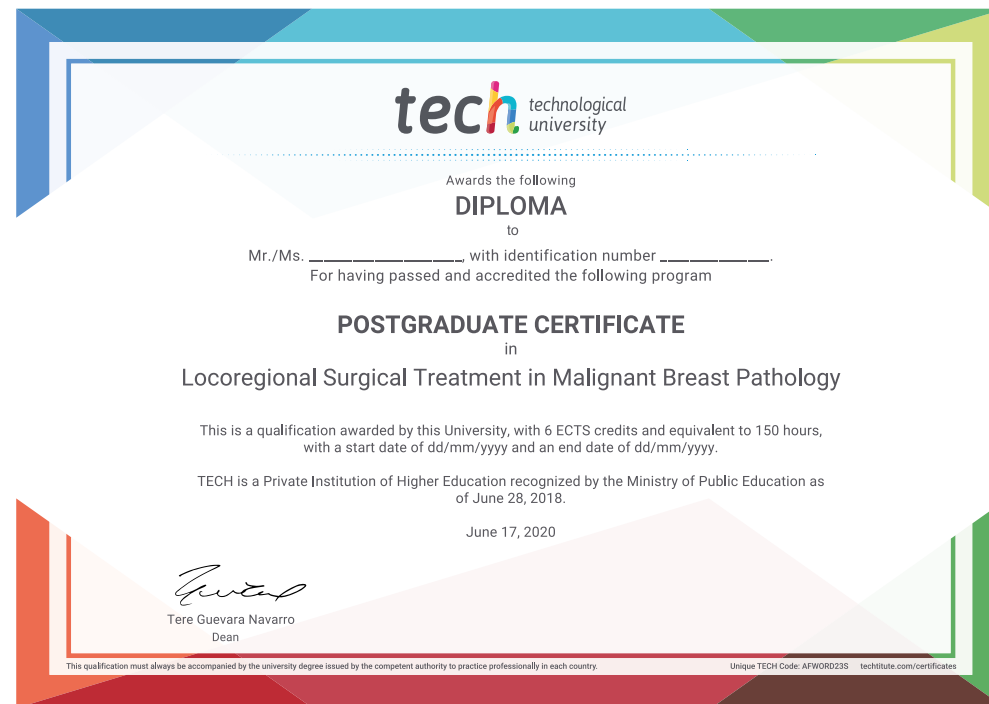 tech technological
university
Awards the following
DIPLOMA
to
Mr./Ms. __________________, with identification number _____________.
For having passed and accredited the following program
POSTGRADUATE CERTIFICATE
in
Locoregional Surgical Treatment in Malignant Breast Pathology
This is a qualification awarded by this University, with 6 ECTS credits and equivalent to 150 hours,
with a start date of dd/mm/yyyy and an end date of dd/mm/yyyy.
TECH is a Private Institution of Higher Education recognized by the Ministry of Public Education as
of June 28, 2018.
June 17, 2020
Tere Guevara Navarro
Dean
This qualification must always be accompanied by the university degree issued by the competent authority to practice professionally in each country. Unique TECH Code: AFWORD23S techtitute.com/certificates